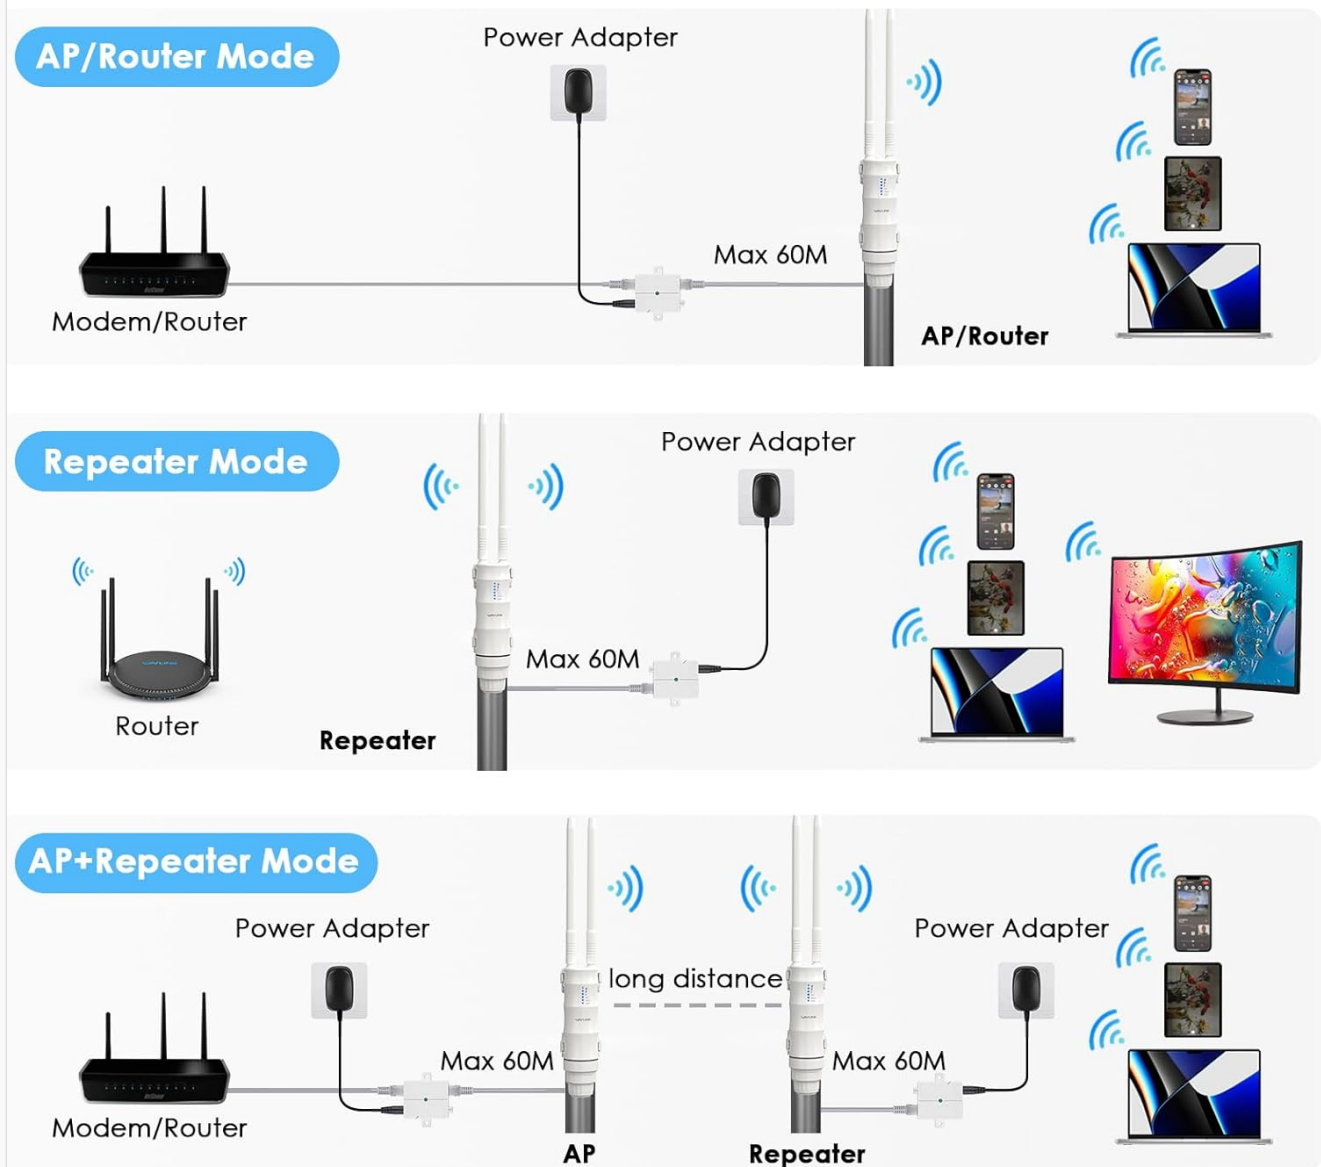 AP/Router Mode
Power Adapter
Max 60M
Modem/Router
AP/Router
Repeater Mode
Power Adapter
Max 60M
Router
Repeater
AP+Repeater Mode
Power Adapter
Power Adapter
long distance
Max 60M
Max 60M
Modem/Router
AP
Repeater